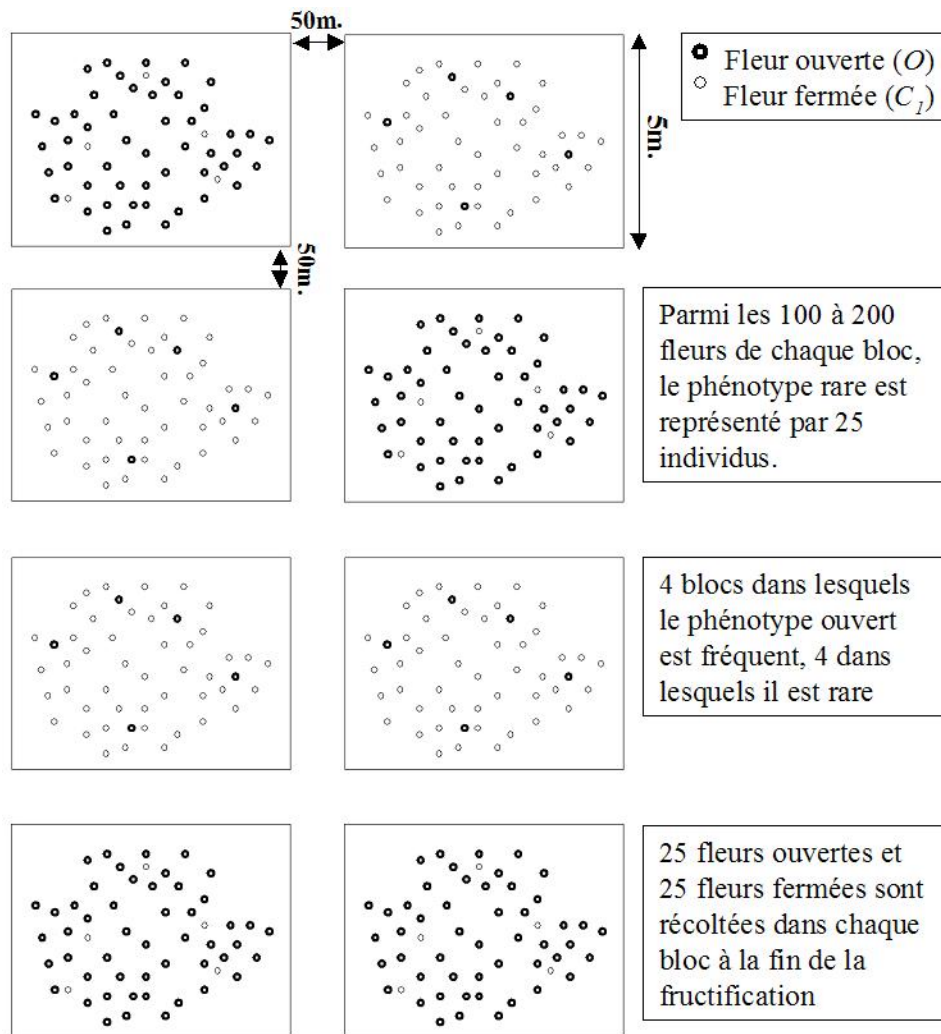 50m.
Fleur ouverte (O)
Fleur fermée (C1)
5m.
50m.
Parmi les 100 à 200
fleurs de chaque bloc,
le phénotype rare est
représenté par 25
individus.
4 blocs dans lesquels
le phénotype ouvert
est fréquent, 4 dans
lesquels il est rare
25 fleurs ouvertes et
25 fleurs fermées sont
récoltées dans chaque
bloc à la fin de la
fructification